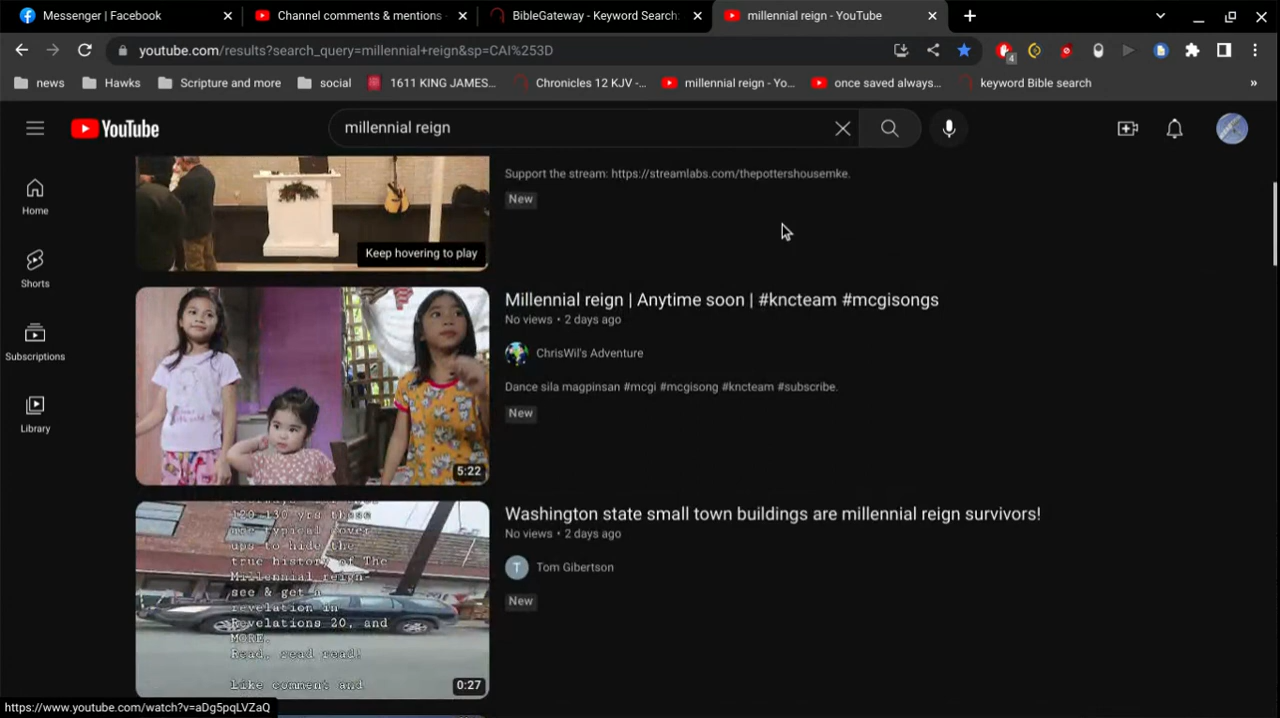 Messenger | Facebook
Channel comments & mentions -
BibleGateway - Keyword Search:
millennial reign - YouTube
youtube.com/results?search_query=millennial+reign&sp=CAI%253D
4
news
Hawks
Scripture and more
social
1611 KING JAMES...
Chronicles 12 KJV -...
millennial reign - Yo...
once saved always...
keyword Bible search
»
YouTube
millennial reign
Home
Shorts
Subscriptions
Library
Keep hovering to play
Support the stream: https://streamlabs.com/thepottershousemke.
New
5:22
Millennial reign | Anytime soon | #kncteam #mcgisongs
No views • 2 days ago
ChrisWil's Adventure
Dance sila magpinsan #mcgi #mcgisong #kncteam #subscribe.
New
120-130 yrs these
are typical cover
ups to hide the
true history of The
Millennial reign-
see & get a
revelation in
Revelations 20, and
MORE.
Read, read read!
Like comment and
0:27
Washington state small town buildings are millennial reign survivors!
No views • 2 days ago
T
Tom Gibertson
New
https://www.youtube.com/watch?v=aDg5pqLVZaQ